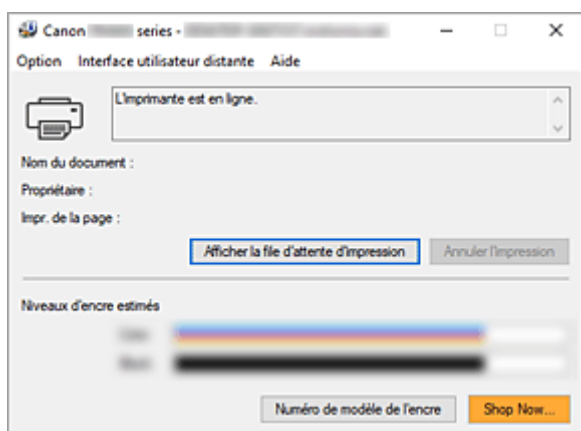 Canon series -
Option Interface utilisateur distante Aide
L'imprimante est en ligne.
Nom du document :
Propriétaire :
Impr. de la page :
Afficher la file d'attente d'impression Annuler l'impression
Niveaux d'encre estimés
Numéro de modèle de l'encre Shop Now...